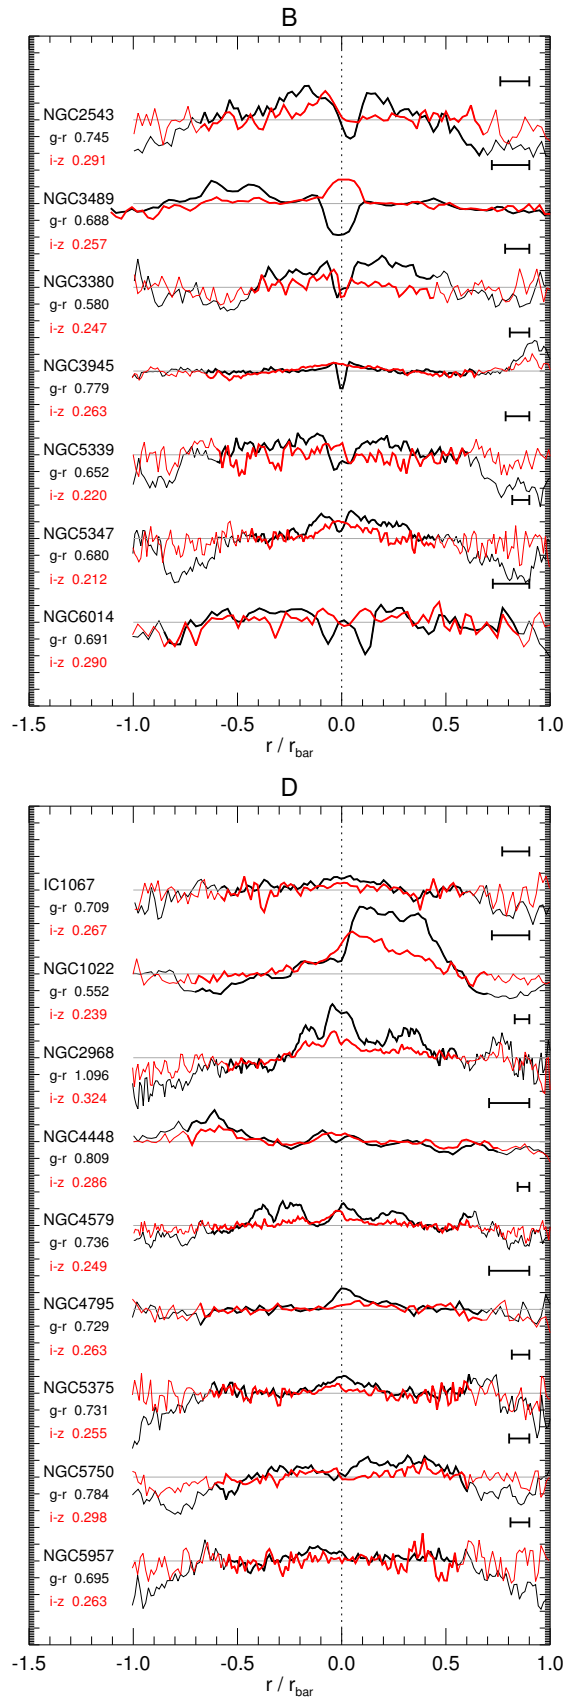 B
NGC2543
g-r 0.745
i-z 0.291
NGC3489
g-r 0.688
i-z 0.257
NGC3380
g-r 0.580
i-z 0.247
NGC3945
g-r 0.779
i-z 0.263
NGC5339
g-r 0.652
i-z 0.220
NGC5347
g-r 0.680
i-z 0.212
NGC6014
g-r 0.691
i-z 0.290
-1.5 -1.0 -0.5 0.0 0.5 1.0
r / rbar
D
IC1067
g-r 0.709
i-z 0.267
NGC1022
g-r 0.552
i-z 0.239
NGC2968
g-r 1.096
i-z 0.324
NGC4448
g-r 0.809
i-z 0.286
NGC4579
g-r 0.736
i-z 0.249
NGC4795
g-r 0.729
i-z 0.263
NGC5375
g-r 0.731
i-z 0.255
NGC5750
g-r 0.784
i-z 0.298
NGC5957
g-r 0.695
i-z 0.263
-1.5 -1.0 -0.5 0.0 0.5 1.0
r / rbar